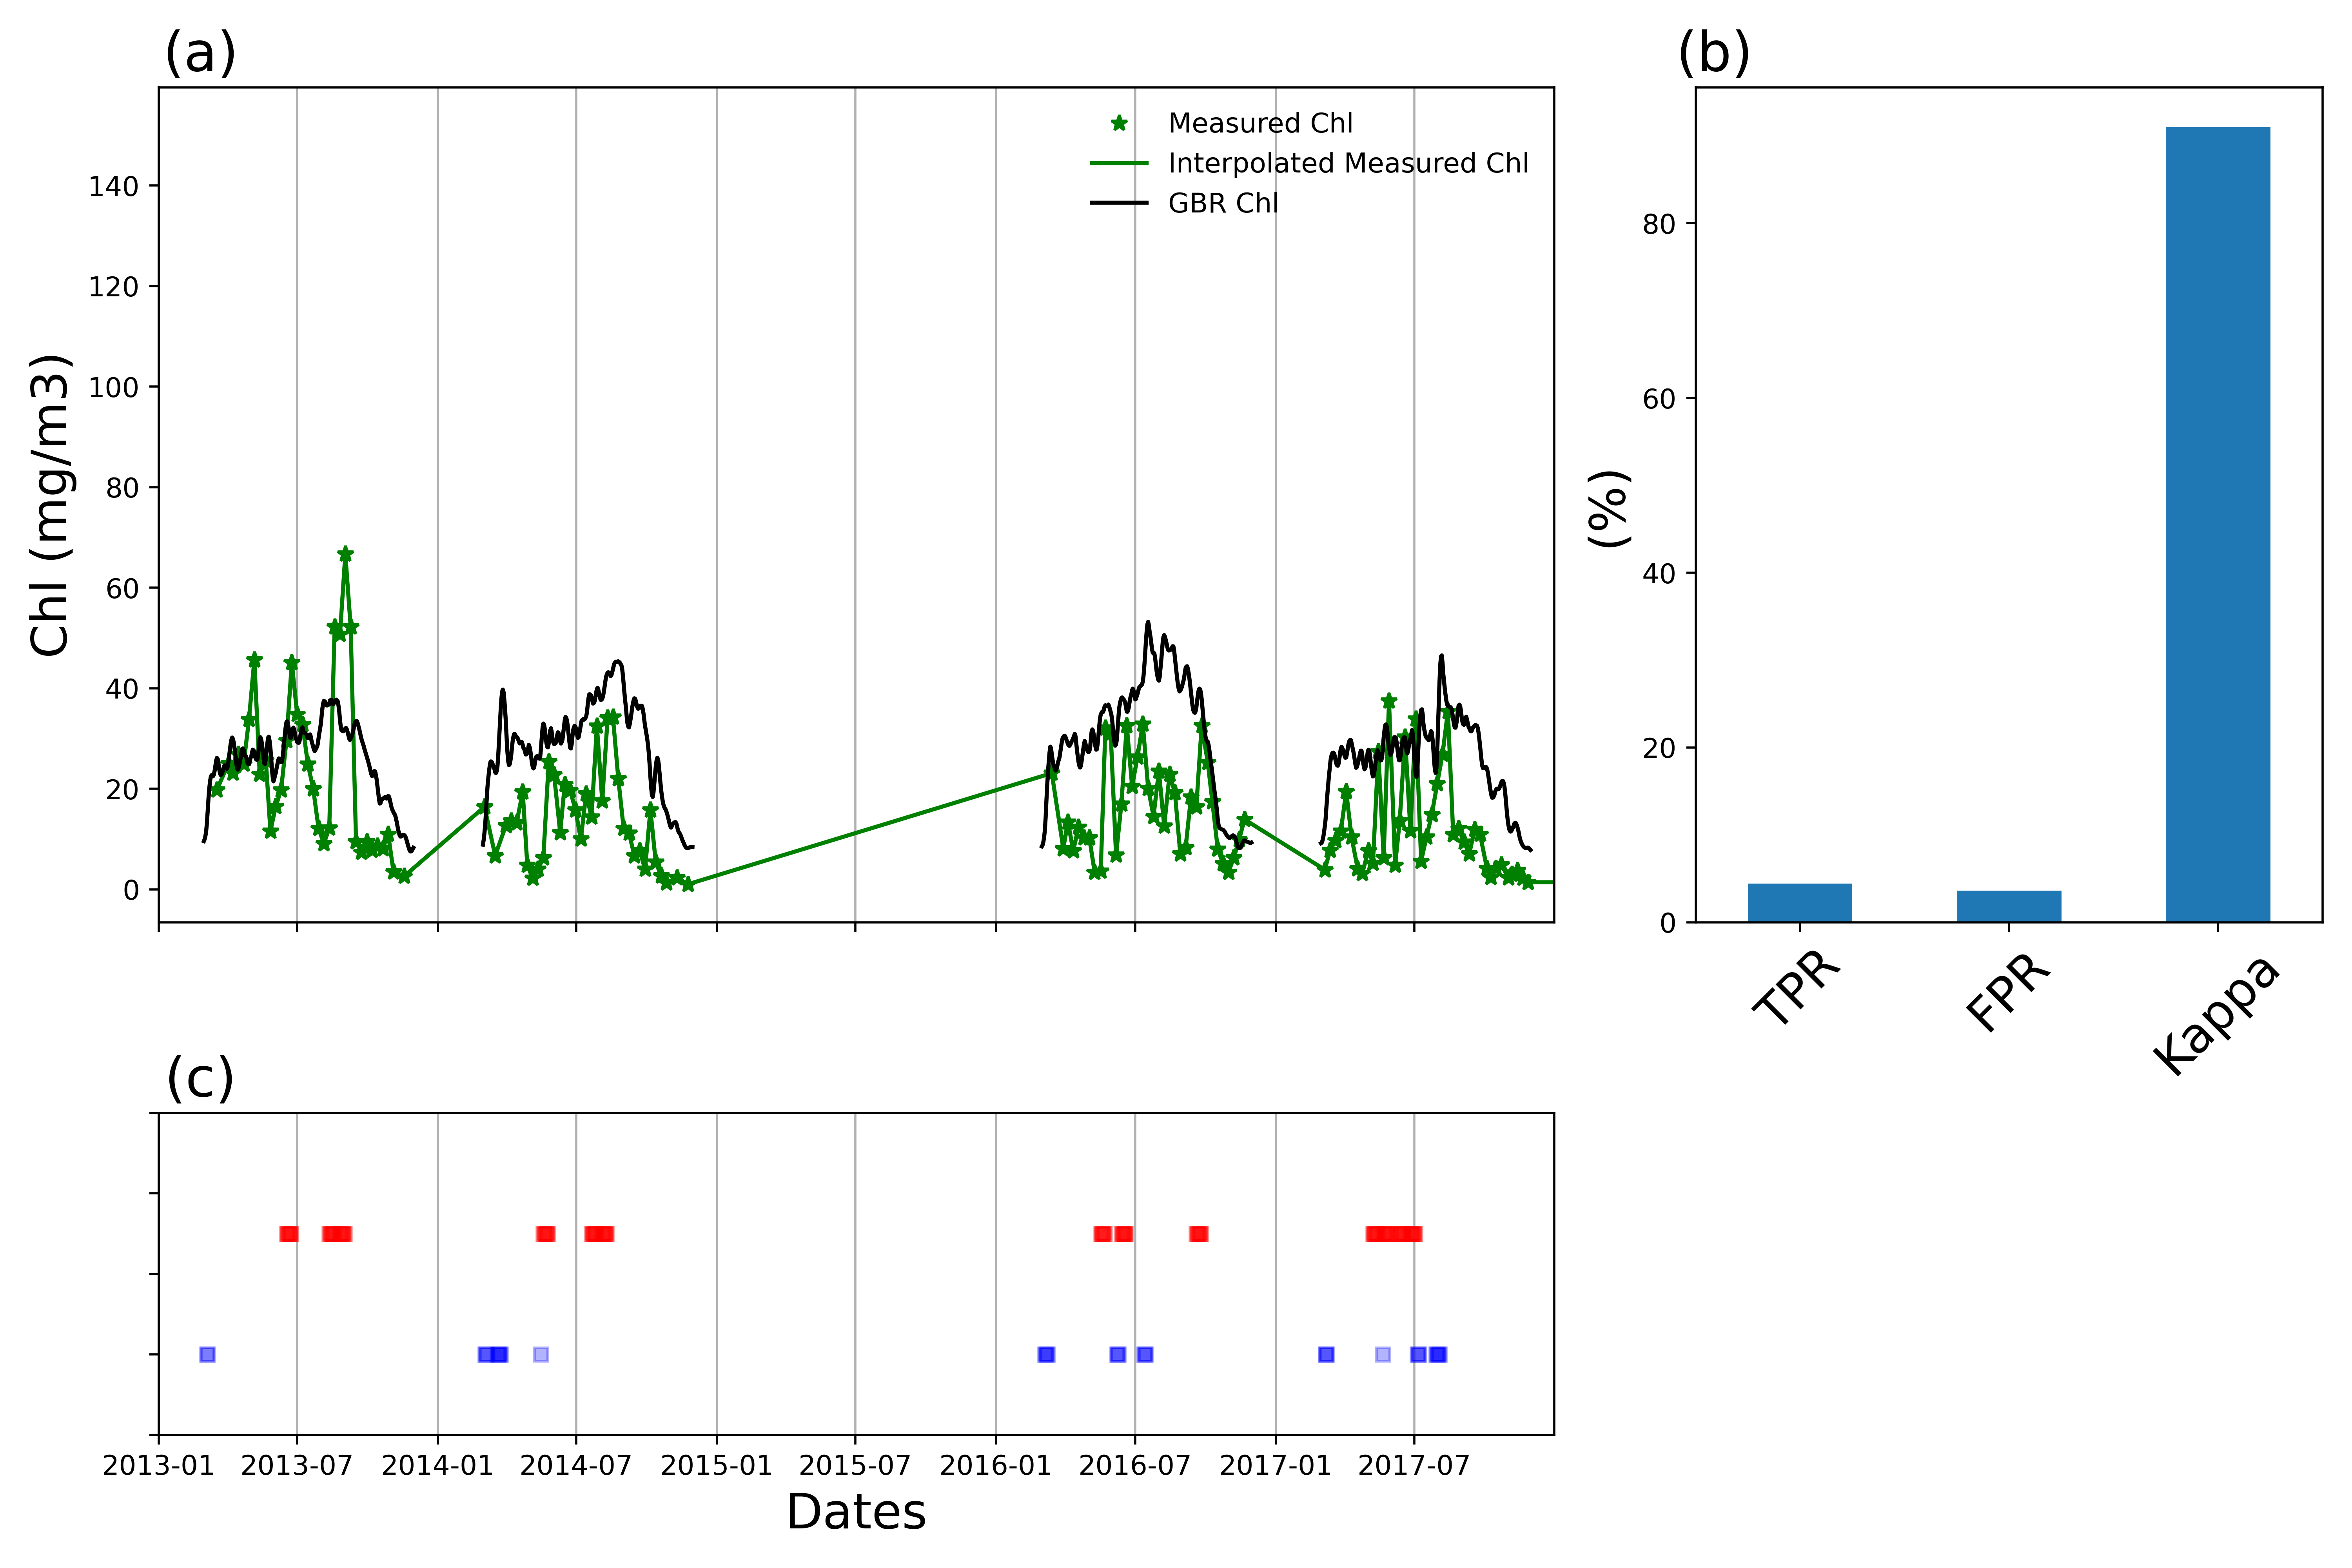 (a)
Chl (mg/m3)
140
120
100
80
60
40
20
0
Measured Chl
Interpolated Measured Chl
GBR Chl
(b)
(%)
80
60
40
20
0
TPR
FPR
Kappa
(c)
2013-01 2013-07 2014-01 2014-07 2015-01 2015-07 2016-01 2016-07 2017-01 2017-07
Dates